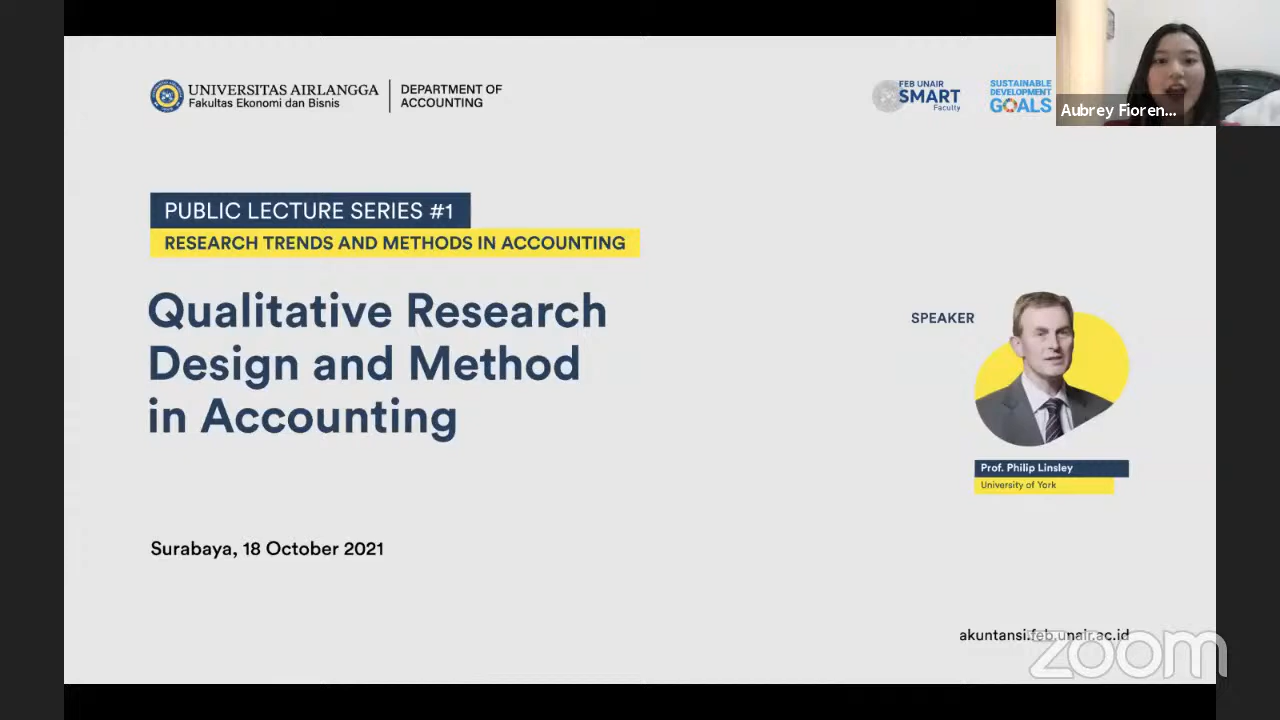 UNIVERSITAS AIRLANGGA
Fakultas Ekonomi dan Bisnis
DEPARTMENT OF
ACCOUNTING
FEB UNAIR
SMART
Faculty
SUSTAINABLE
DEVELOPMENT
GOALS
Aubrey Fioren...
PUBLIC LECTURE SERIES #1
RESEARCH TRENDS AND METHODS IN ACCOUNTING
Qualitative Research
Design and Method
in Accounting
SPEAKER
Prof. Philip Linsley
University of York
Surabaya, 18 October 2021
akuntansi.feb.unair.ac.id
zoom